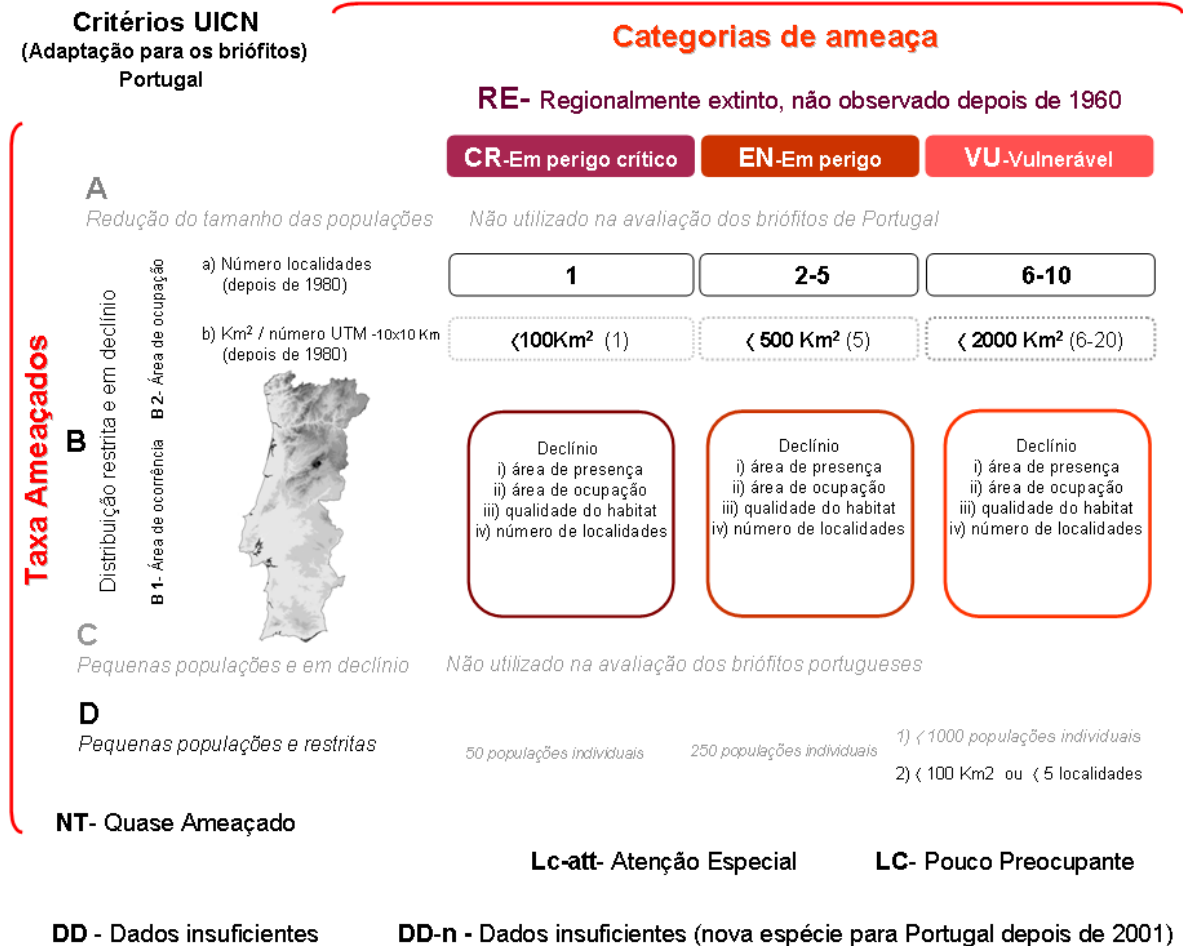 Critérios UICN
(Adaptação para os briófitos)
Portugal
Categorias de ameaça
RE- Regionalmente extinto, não observado depois de 1960
CR-Em perigo crítico
EN-Em perigo
VU-Vulnerável
A
Redução do tamanho das populações
Não utilizado na avaliação dos briófitos de Portugal
Taxa Ameaçados
B
Distribuição restrita e em declínio
B 2- Área de ocupação
B 1- Área de ocorrência
a) Número localidades
(depois de 1980)
1
2-5
6-10
b) Km² / número UTM -10x10 Km
(depois de 1980)
<100Km² (1)
< 500 Km² (5)
< 2000 Km² (6-20)
Declínio
i) área de presença
ii) área de ocupação
iii) qualidade do habitat
iv) número de localidades
Declínio
i) área de presença
ii) área de ocupação
iii) qualidade do habitat
iv) número de localidades
Declínio
i) área de presença
ii) área de ocupação
iii) qualidade do habitat
iv) número de localidades
C
Pequenas populações e em declínio
Não utilizado na avaliação dos briófitos portugueses
D
Pequenas populações e restritas
50 populações individuais
250 populações individuais
1) < 1000 populações individuais
2) < 100 Km2 ou < 5 localidades
NT- Quase Ameaçado
Lc-att- Atenção Especial
LC- Pouco Preocupante
DD - Dados insuficientes
DD-n - Dados insuficientes (nova espécie para Portugal depois de 2001)